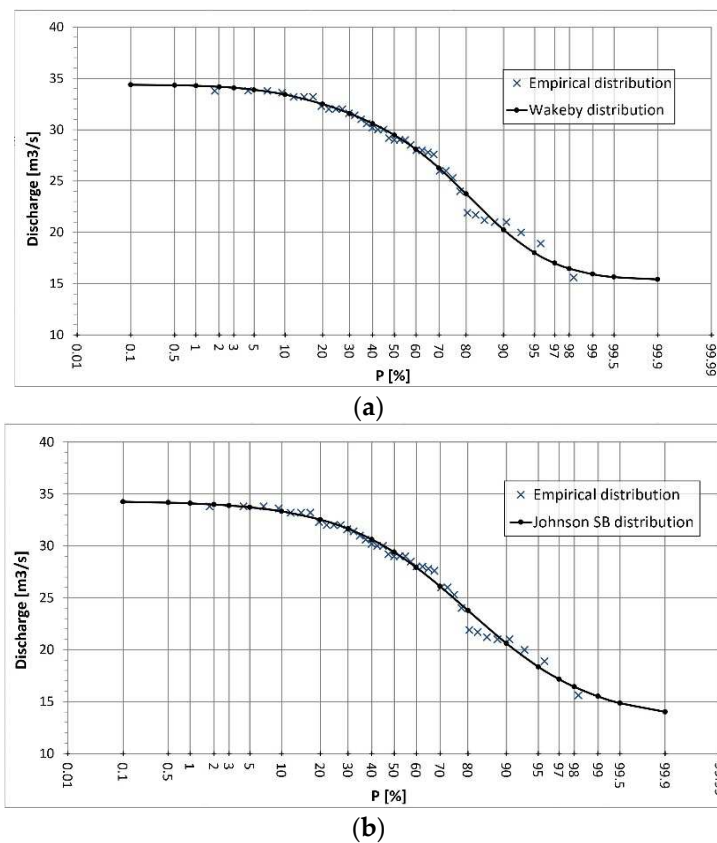 40
35
30
25
20
15
10
Discharge [m3/s]
× Empirical distribution
Wakeby distribution
0.01 0.1 0.5 1 2 3 5 10 20 30 40 50 60 70 80 90 95 97 98 99 99.5 99.9 99.99
P [%]
(a)
40
35
30
25
20
15
10
Discharge [m3/s]
× Empirical distribution
Johnson SB distribution
0.01 0.1 0.5 1 2 3 5 10 20 30 40 50 60 70 80 90 95 97 98 99 99.5 99.9
P [%]
(b)